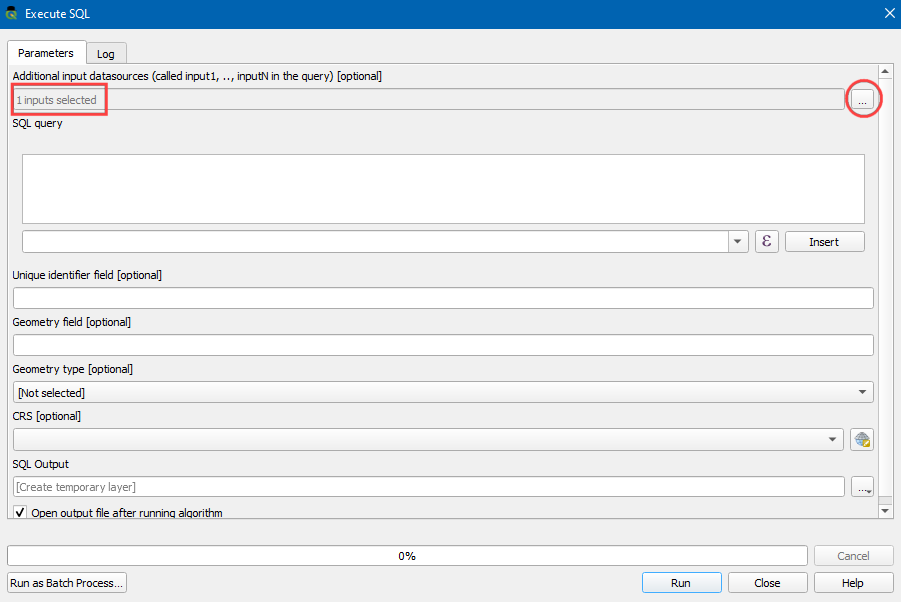 Execute SQL
Parameters
Log
Additional input datasources (called input1, .., inputN in the query) [optional]
1 inputs selected
...
SQL query
ε
Insert
Unique identifier field [optional]
Geometry field [optional]
Geometry type [optional]
[Not selected]
CRS [optional]
SQL Output
[Create temporary layer]
...
Open output file after running algorithm
0%
Cancel
Run as Batch Process...
Run
Close
Help